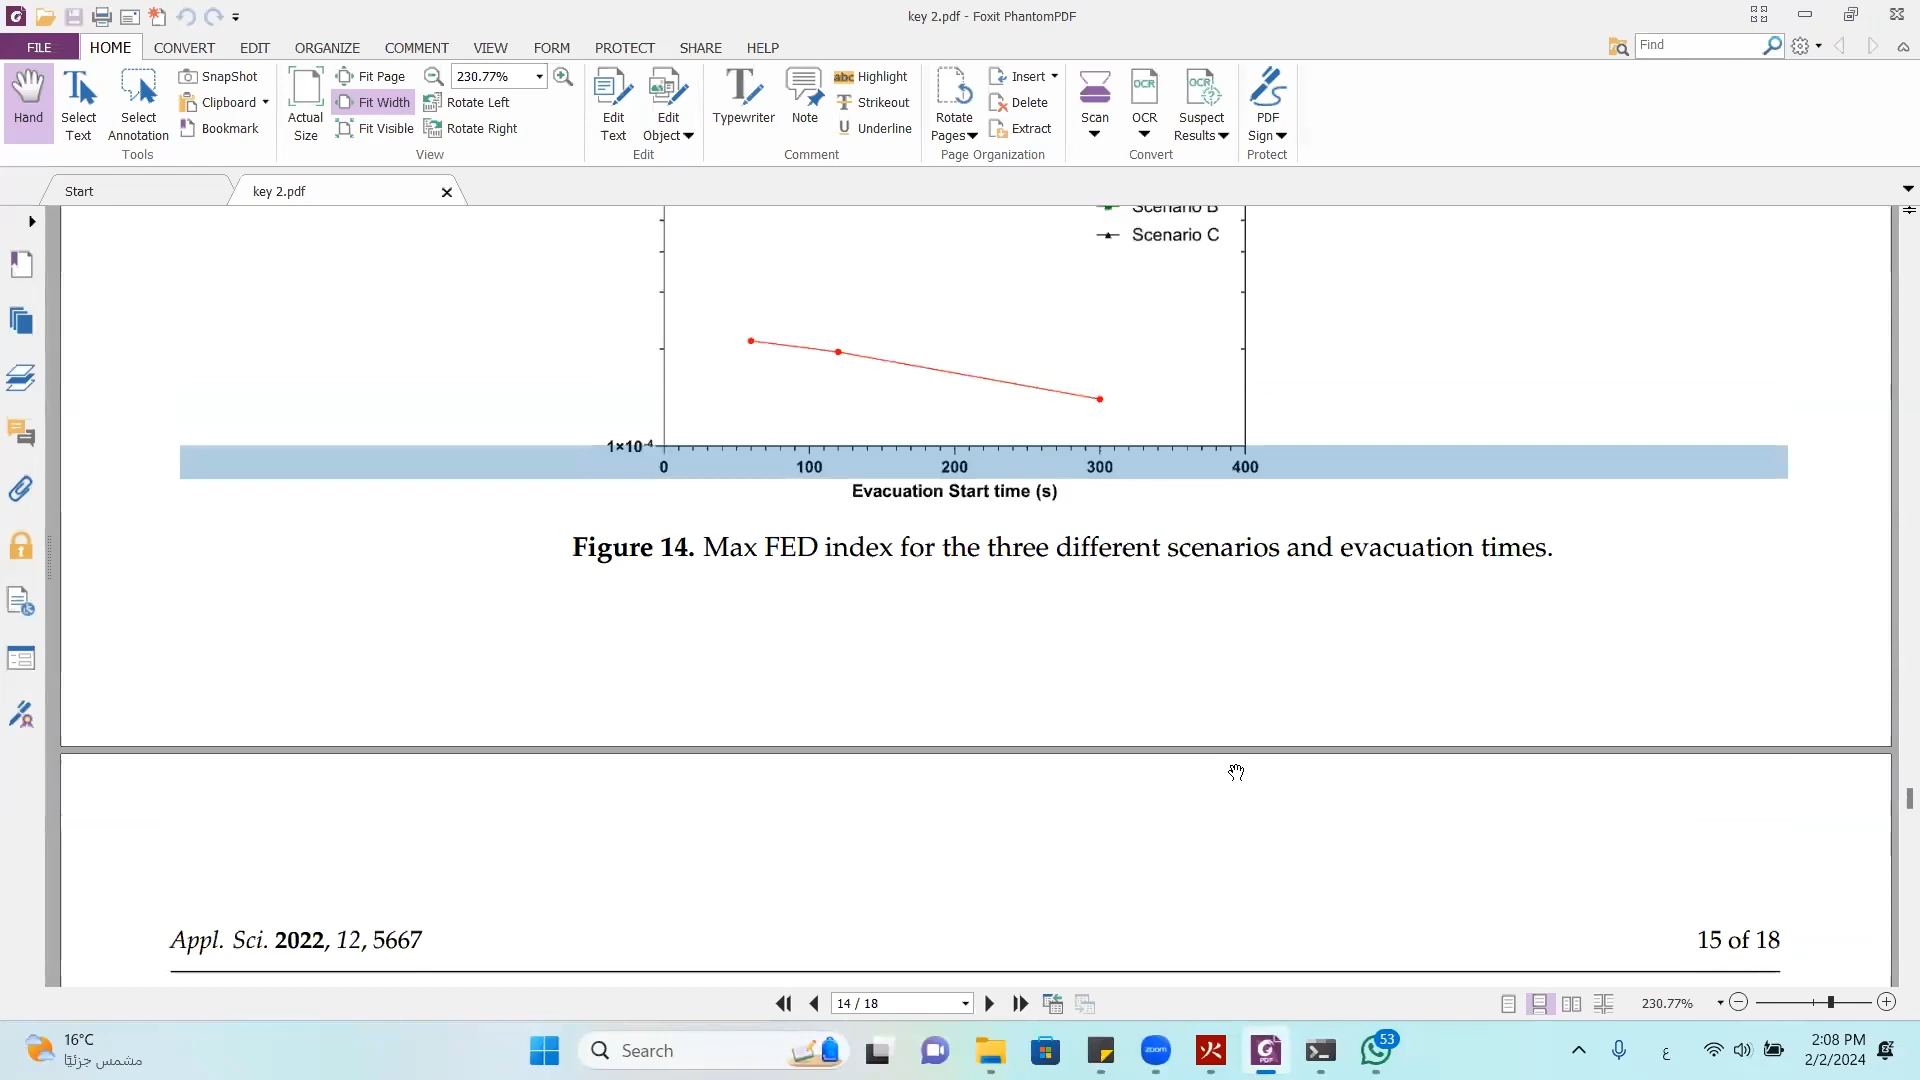 key 2.pdf - Foxit PhantomPDF
FILE HOME CONVERT EDIT ORGANIZE COMMENT VIEW FORM PROTECT SHARE HELP Find
Hand
Select Text
Select Annotation
SnapShot
Clipboard
Bookmark
Tools
Actual Size
Fit Page
Fit Width
Fit Visible
230.77%
Rotate Left
Rotate Right
View
Edit Text
Edit Object
Edit
Typewriter
Note
abc Highlight
Strikeout
Underline
Comment
Rotate Pages
Insert
Delete
Extract
Page Organization
Scan
OCR
OCR
OCR
Suspect Results
Convert
PDF Sign
Protect
Start
key 2.pdf
Scenario B
Scenario C
1×10-4
0 100 200 300 400
Evacuation Start time (s)
Figure 14. Max FED index for the three different scenarios and evacuation times.
Appl. Sci. 2022, 12, 5667 15 of 18
14 / 18
230.77%
16°C
مشمس جزئيًا
Search
zoom
PDF
53
ع
2:08 PM
2/2/2024